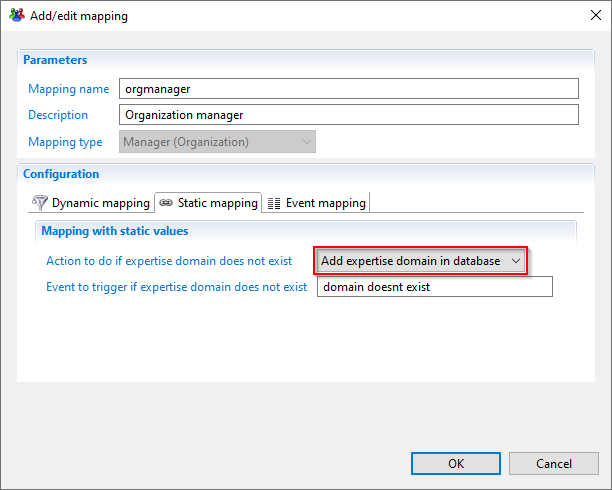 Add/edit mapping
Parameters
Mapping name orgmanager
Description Organization manager
Mapping type Manager (Organization)
Configuration
Dynamic mapping Static mapping Event mapping
Mapping with static values
Action to do if expertise domain does not exist Add expertise domain in database
Event to trigger if expertise domain does not exist domain doesnt exist
OK Cancel